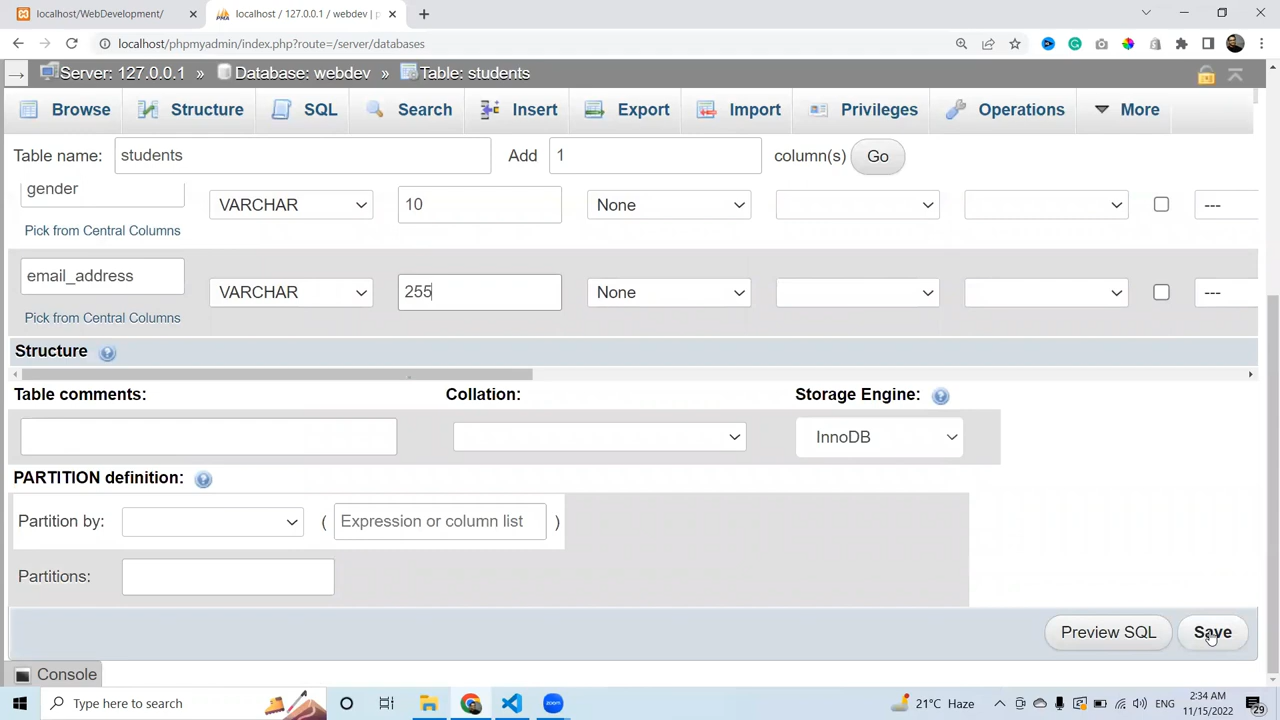 localhost/WebDevelopment/
localhost / 127.0.0.1 / webdev | p
localhost/phpmyadmin/index.php?route=/server/databases
Server: 127.0.0.1 » Database: webdev » Table: students
Browse Structure SQL Search Insert Export Import Privileges Operations More
Table name: students Add 1 column(s) Go
gender VARCHAR 10 None ---
Pick from Central Columns
email_address VARCHAR 255 None ---
Pick from Central Columns
Structure
Table comments: Collation: Storage Engine:
InnoDB
PARTITION definition:
Partition by: ( Expression or column list )
Partitions:
Preview SQL Save
Console
Type here to search 21°C Haze ENG 2:34 AM
11/15/2022 29